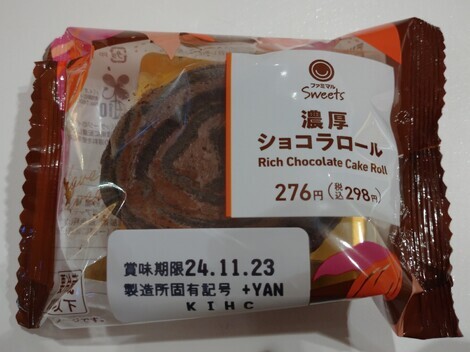 ファミマル
Sweets
濃厚
ショコラロール
Rich Chocolate Cake Roll
276円(税込298円)
賞味期限24.11.23
製造所固有記号 +YAN
KIHC